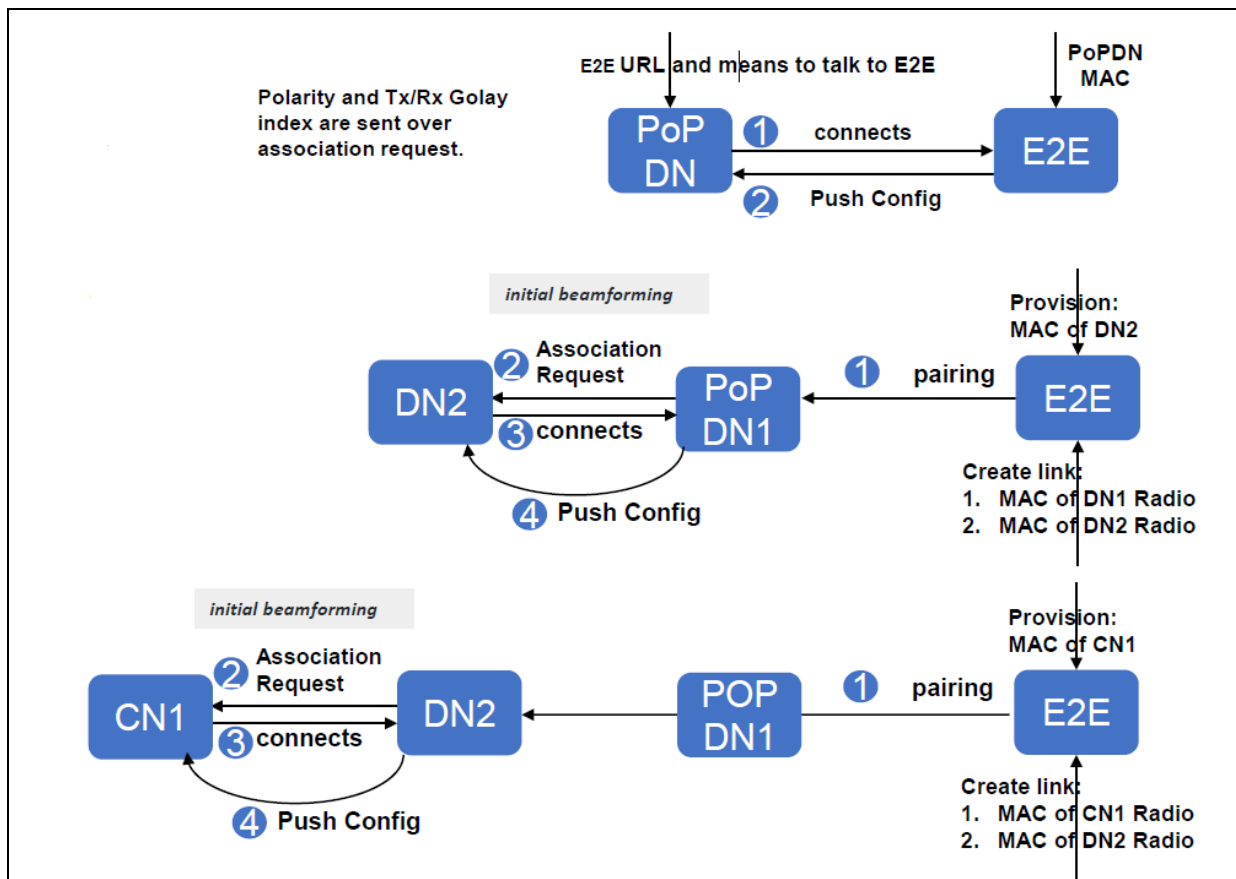 E2E URL and means to talk to E2E
PoPDN
MAC
Polarity and Tx/Rx Golay
index are sent over
association request.
PoP
DN
1
connects
E2E
2
Push Config
initial beamforming
Provision:
MAC of DN2
2
Association
Request
1
pairing
DN2
PoP
DN1
E2E
3
connects
4
Push Config
Create link:
1. MAC of DN1 Radio
2. MAC of DN2 Radio
initial beamforming
Provision:
MAC of CN1
2
Association
Request
1
pairing
CN1
DN2
POP
DN1
E2E
3
connects
4
Push Config
Create link:
1. MAC of CN1 Radio
2. MAC of DN2 Radio